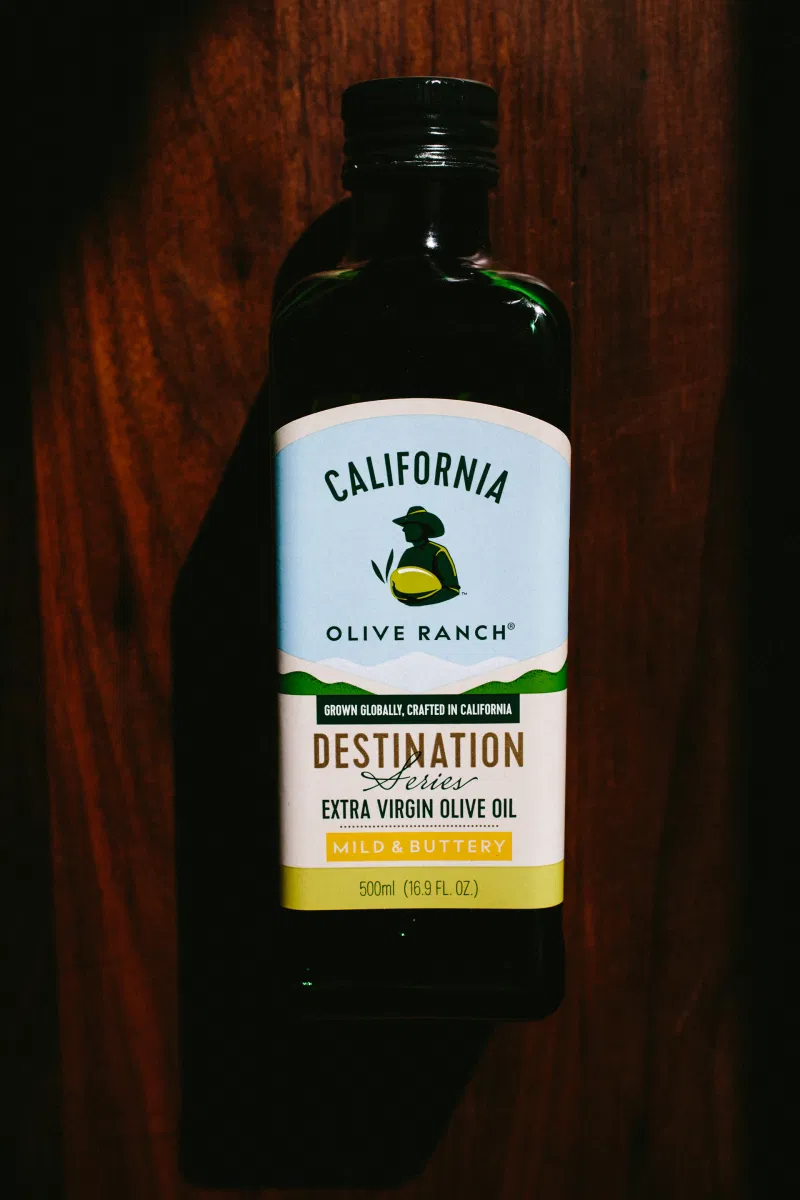 CALIFORNIA
™
OLIVE RANCH®
GROWN GLOBALLY, CRAFTED IN CALIFORNIA
DESTINATION
Series
EXTRA VIRGIN OLIVE OIL
MILD & BUTTERY
500ml (16.9 FL. OZ.)